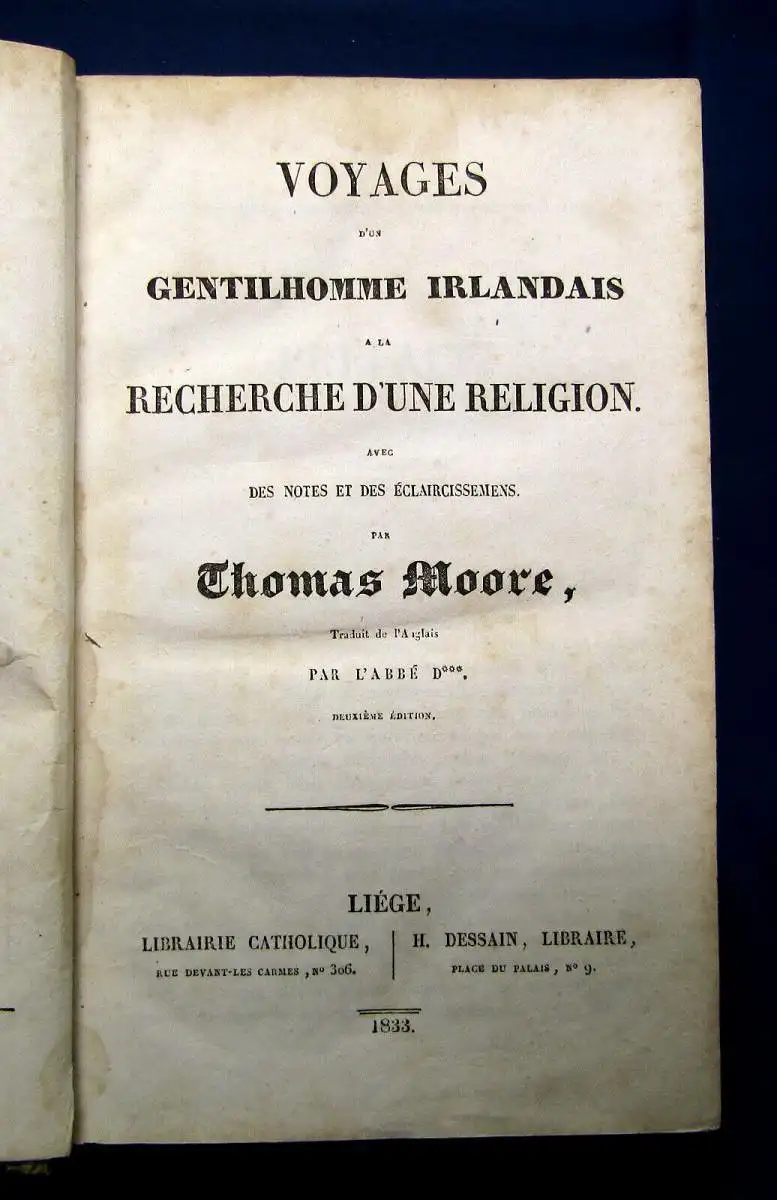 VOYAGES
D'UN
GENTILHOMME IRLANDAIS
A LA
RECHERCHE D'UNE RELIGION.
AVEC
DES NOTES ET DES ÉCLAIRCISSEMENS.
PAR
Thomas Moore,
Traduit de l'Anglais
PAR L'ABBÉ D***.
DEUXIÈME ÉDITION.
LIÉGE,
LIBRAIRIE CATHOLIQUE,
RUE DEVANT-LES CARMES, Nº 306.
H. DESSAIN, LIBRAIRE,
PLACE DU PALAIS, Nº 9.
1833.